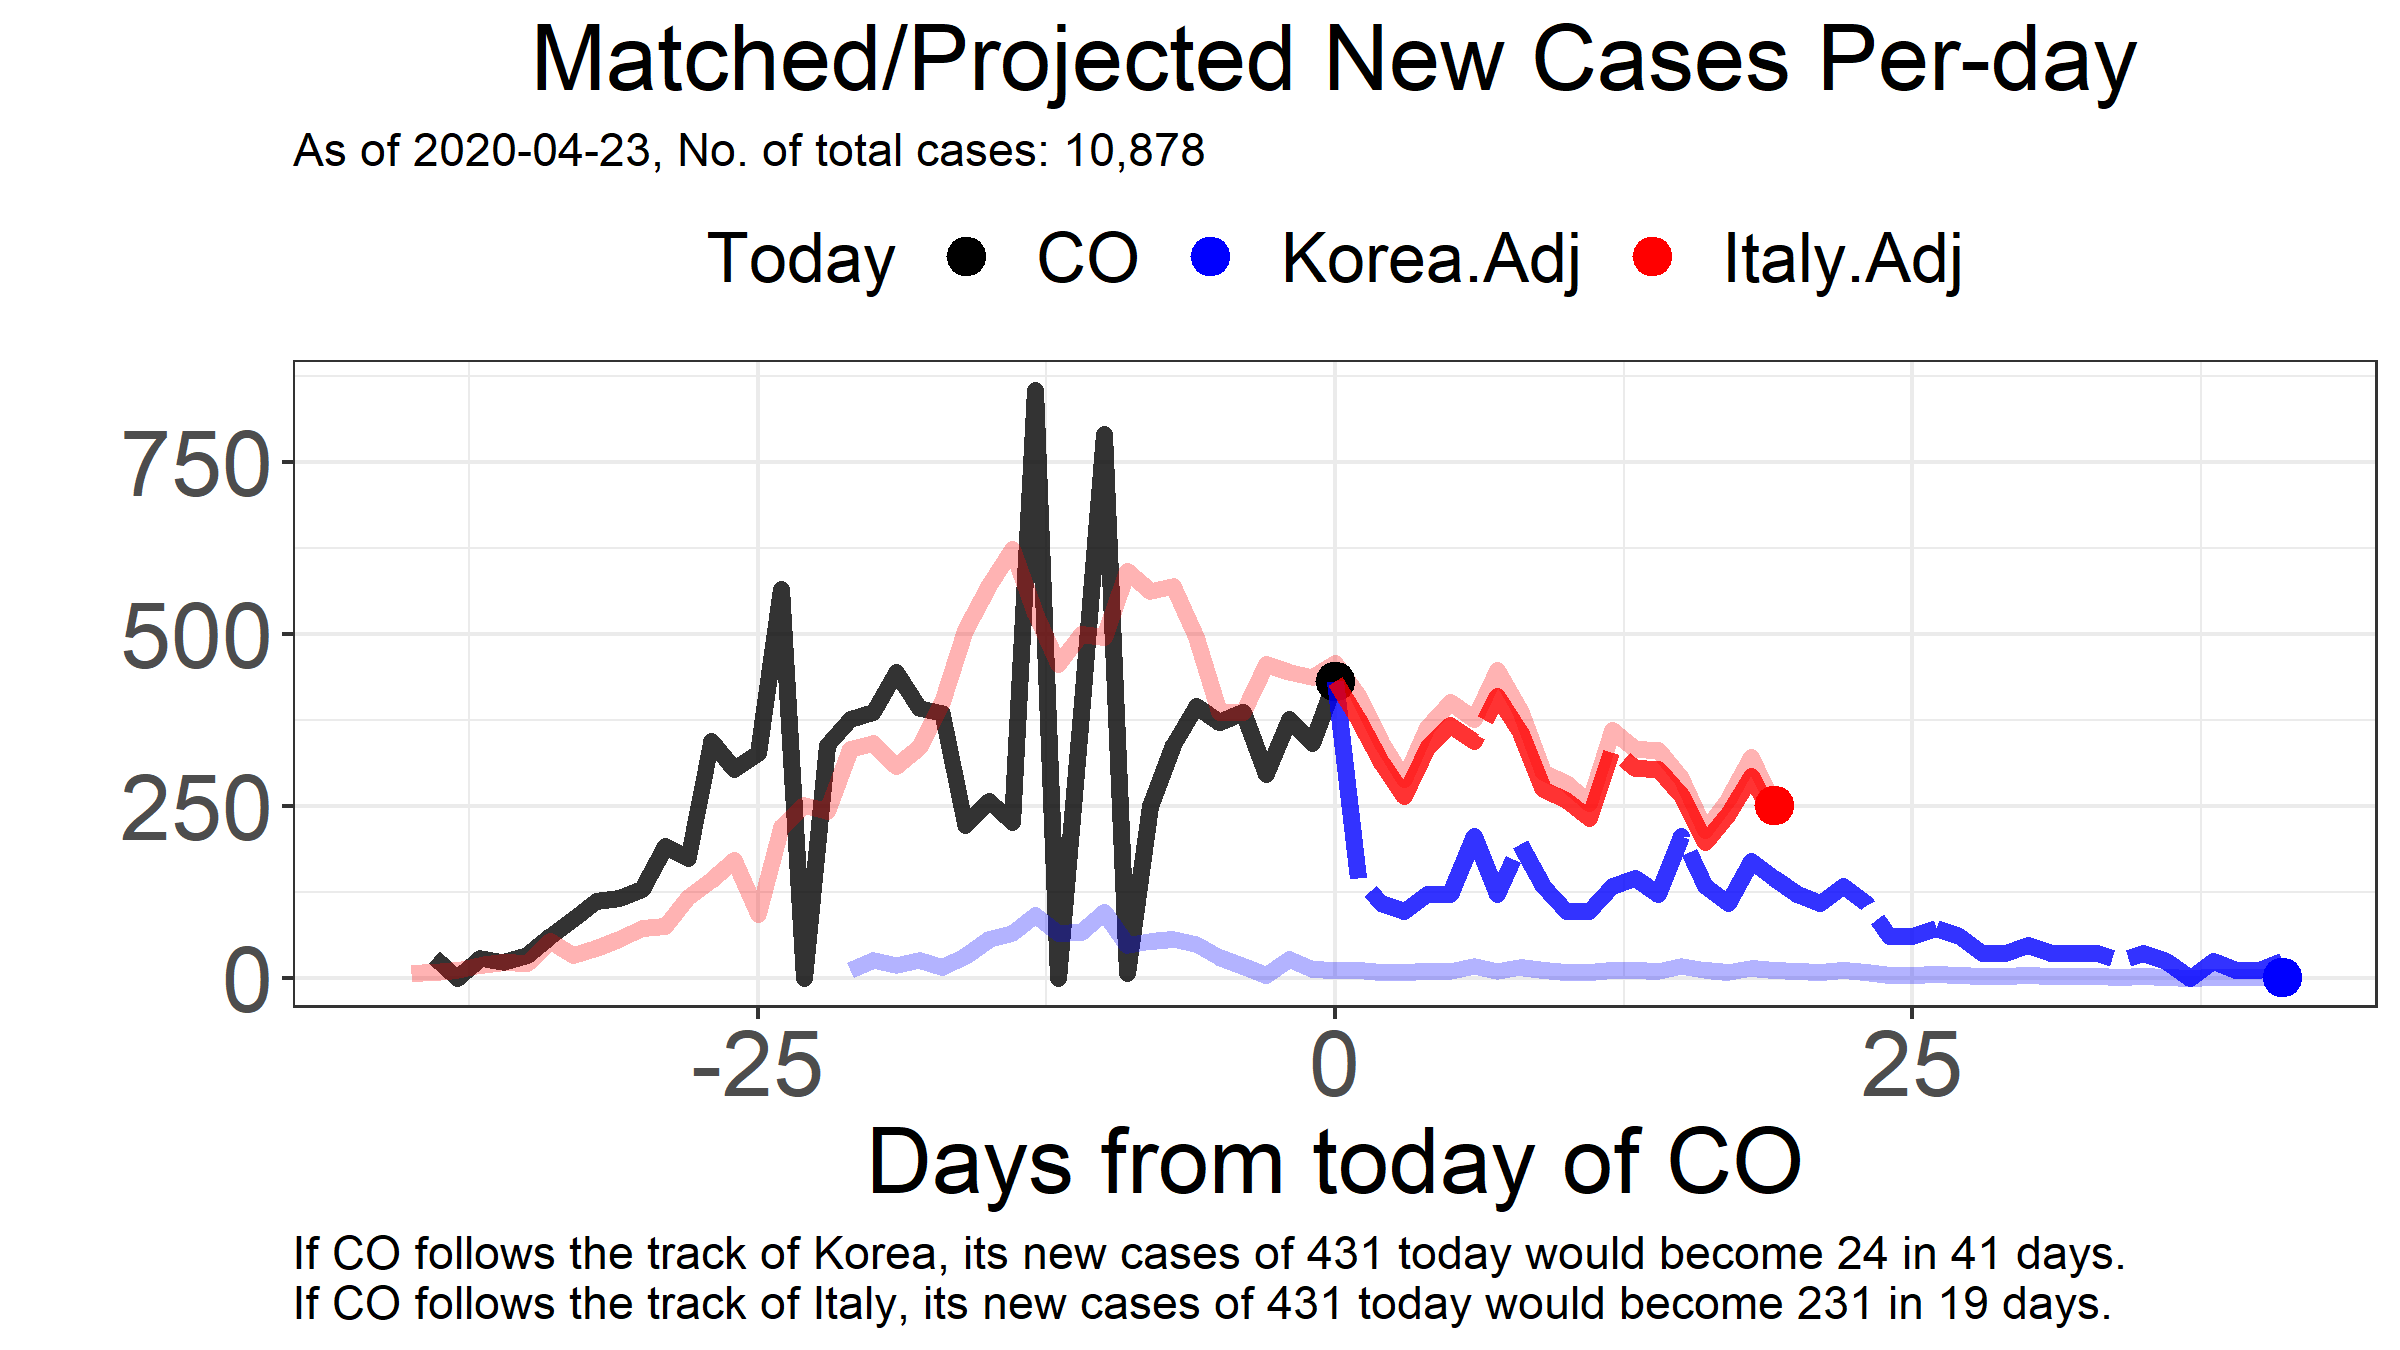 Matched/Projected New Cases Per-day
As of 2020-04-23, No. of total cases: 10,878
Today CO Korea.Adj Italy.Adj
750
500
250
0
-25 0 25
Days from today of CO
If CO follows the track of Korea, its new cases of 431 today would become 24 in 41 days.
If CO follows the track of Italy, its new cases of 431 today would become 231 in 19 days.